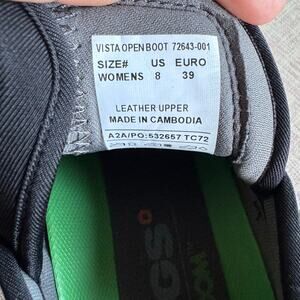 VISTA OPEN BOOT 72643-001
SIZE# US EURO
WOMENS 8 39
LEATHER UPPER
MADE IN CAMBODIA
A2A/PO:532657 TC72
GS